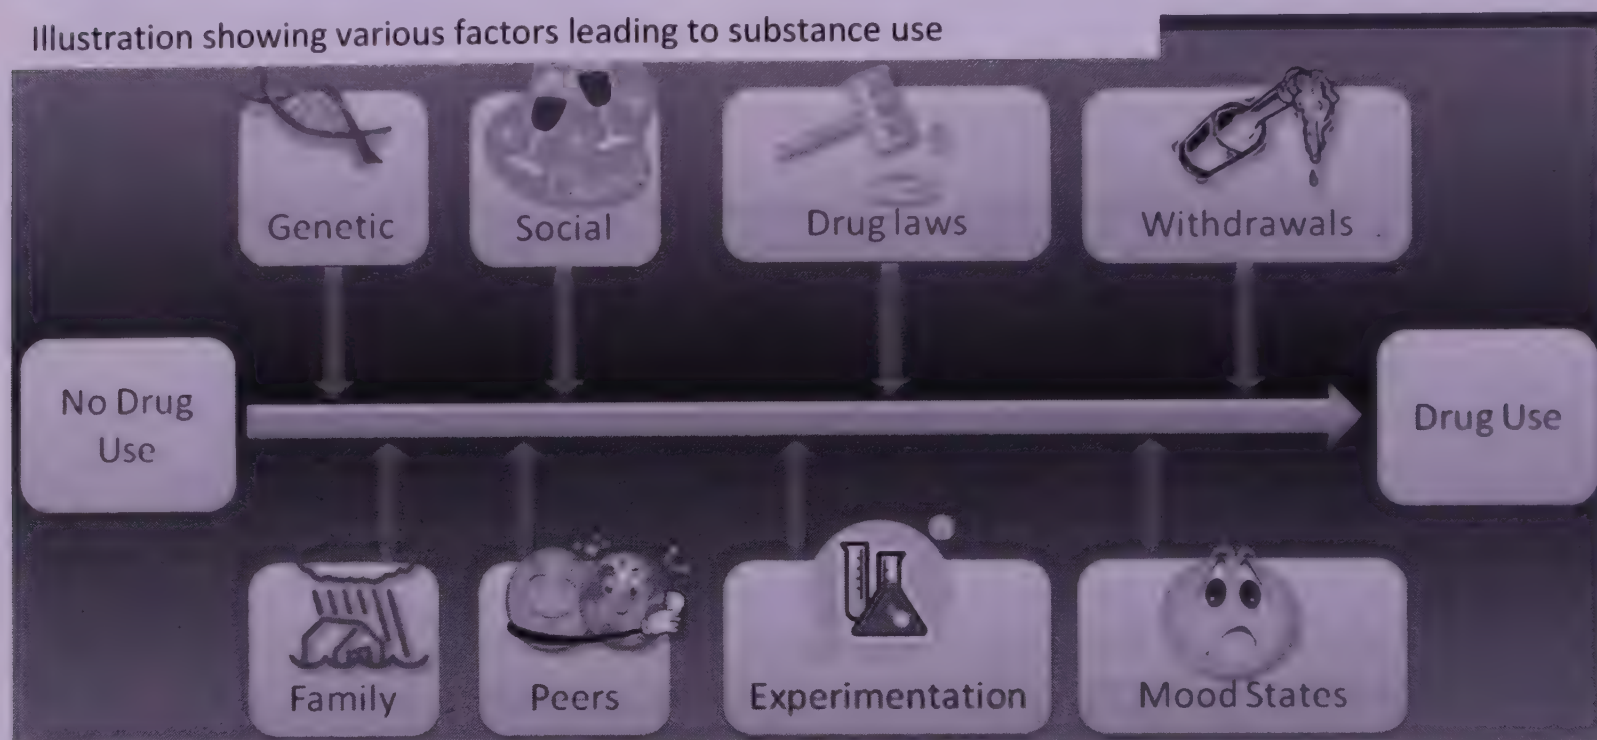 Illustration showing various factors leading to substance use
Genetic
Social
Drug laws
Withdrawals
No Drug
Use
Drug Use
Family
Peers
Experimentation
Mood States